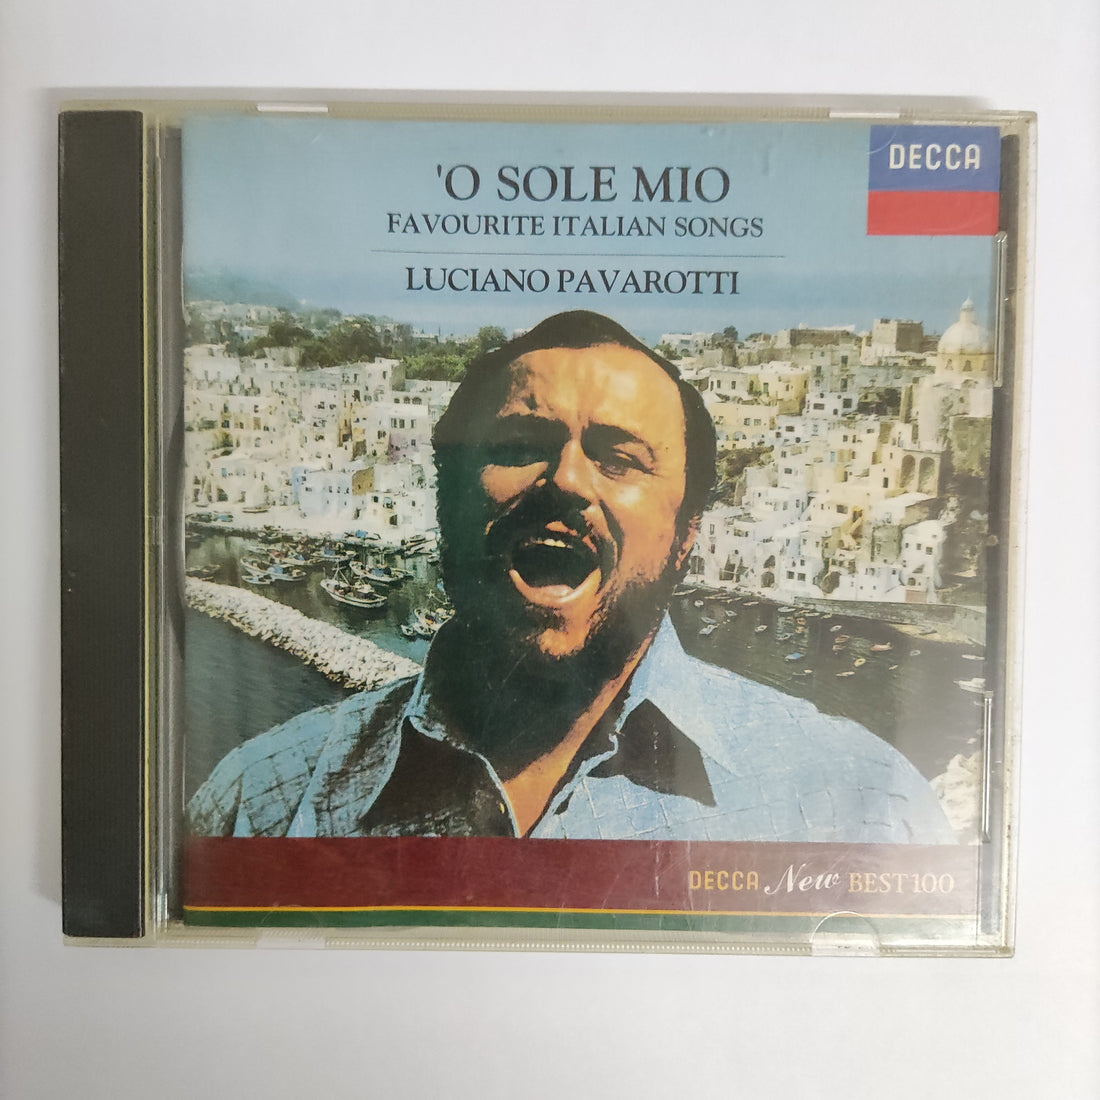 'O SOLE MIO
FAVOURITE ITALIAN SONGS
LUCIANO PAVAROTTI
DECCA
DECCA New BEST 100